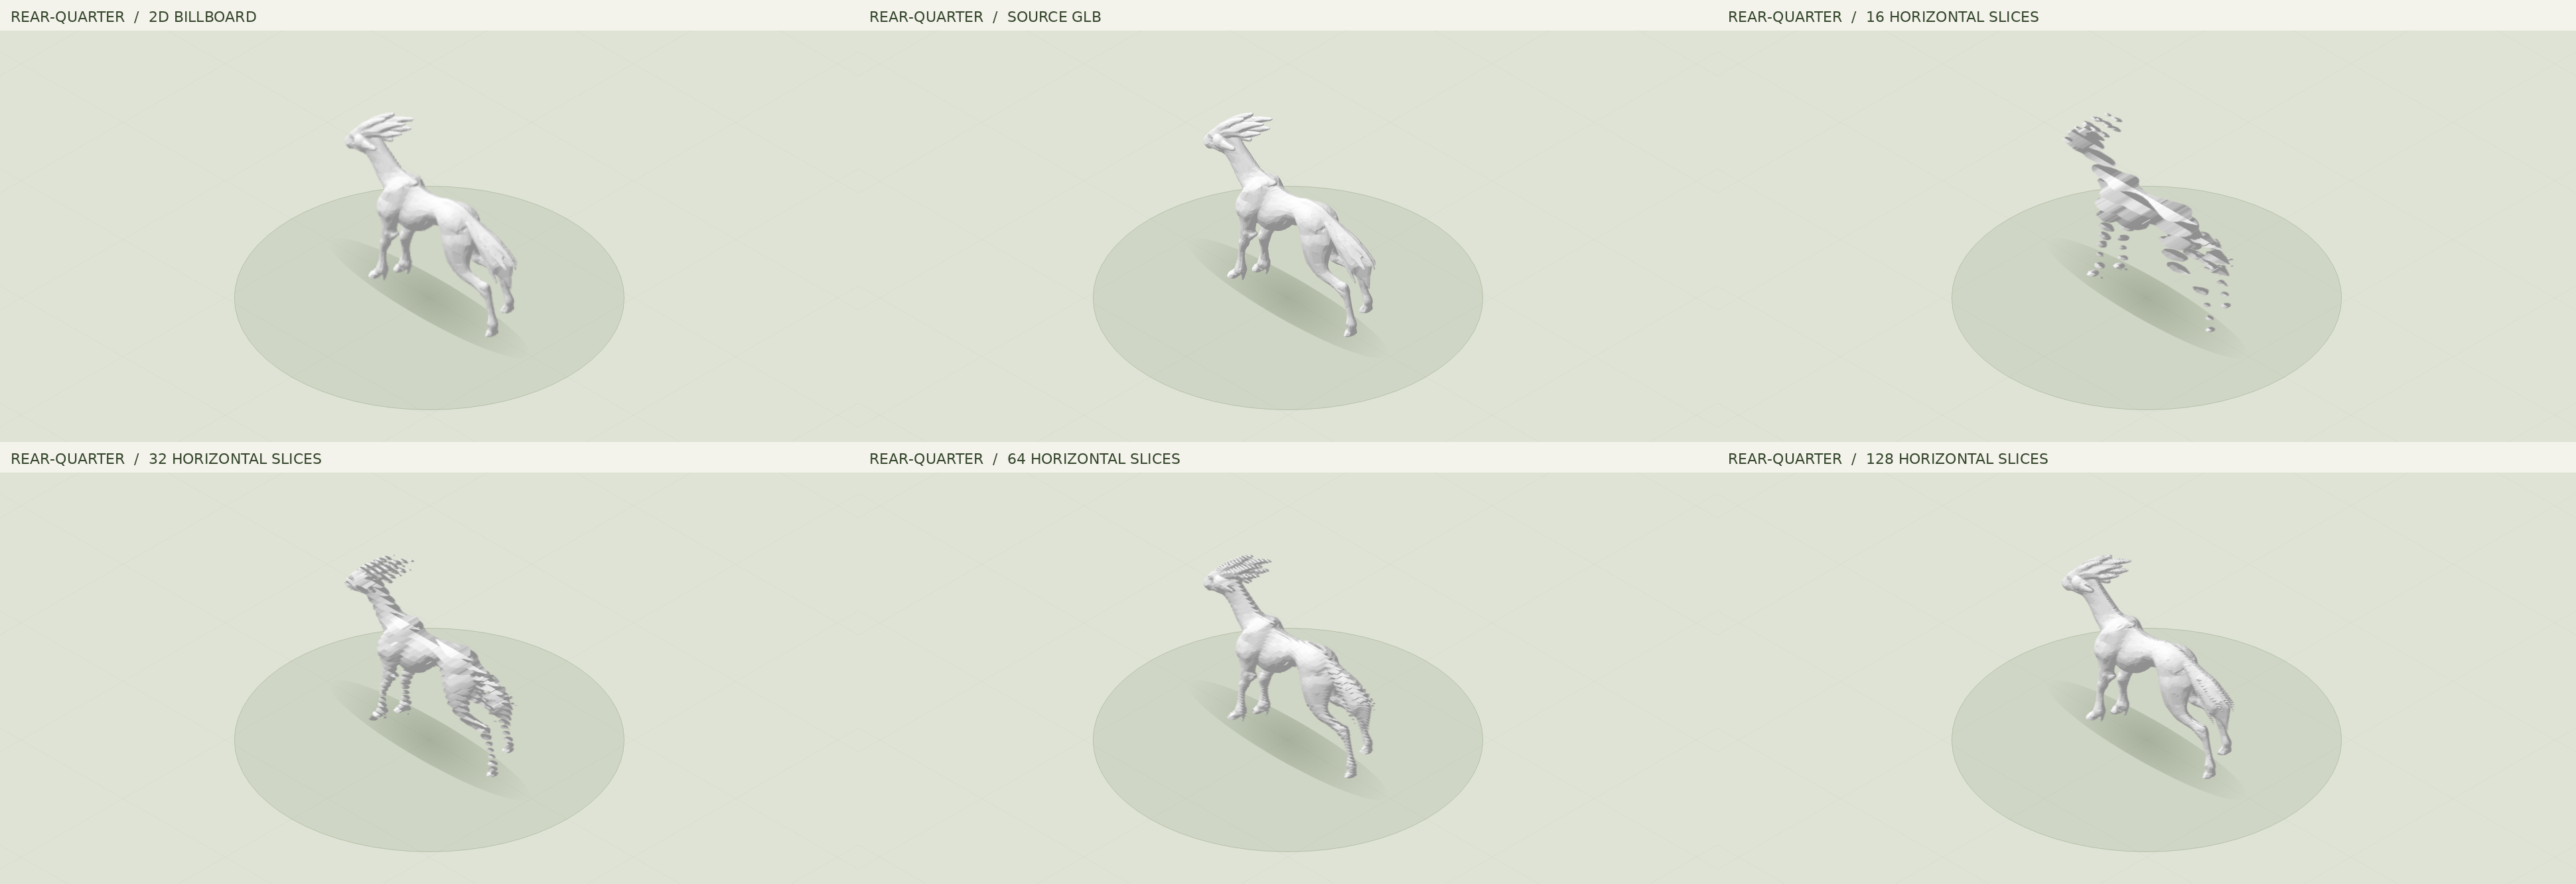 REAR-QUARTER / 2D BILLBOARD
REAR-QUARTER / SOURCE GLB
REAR-QUARTER / 16 HORIZONTAL SLICES
REAR-QUARTER / 32 HORIZONTAL SLICES
REAR-QUARTER / 64 HORIZONTAL SLICES
REAR-QUARTER / 128 HORIZONTAL SLICES